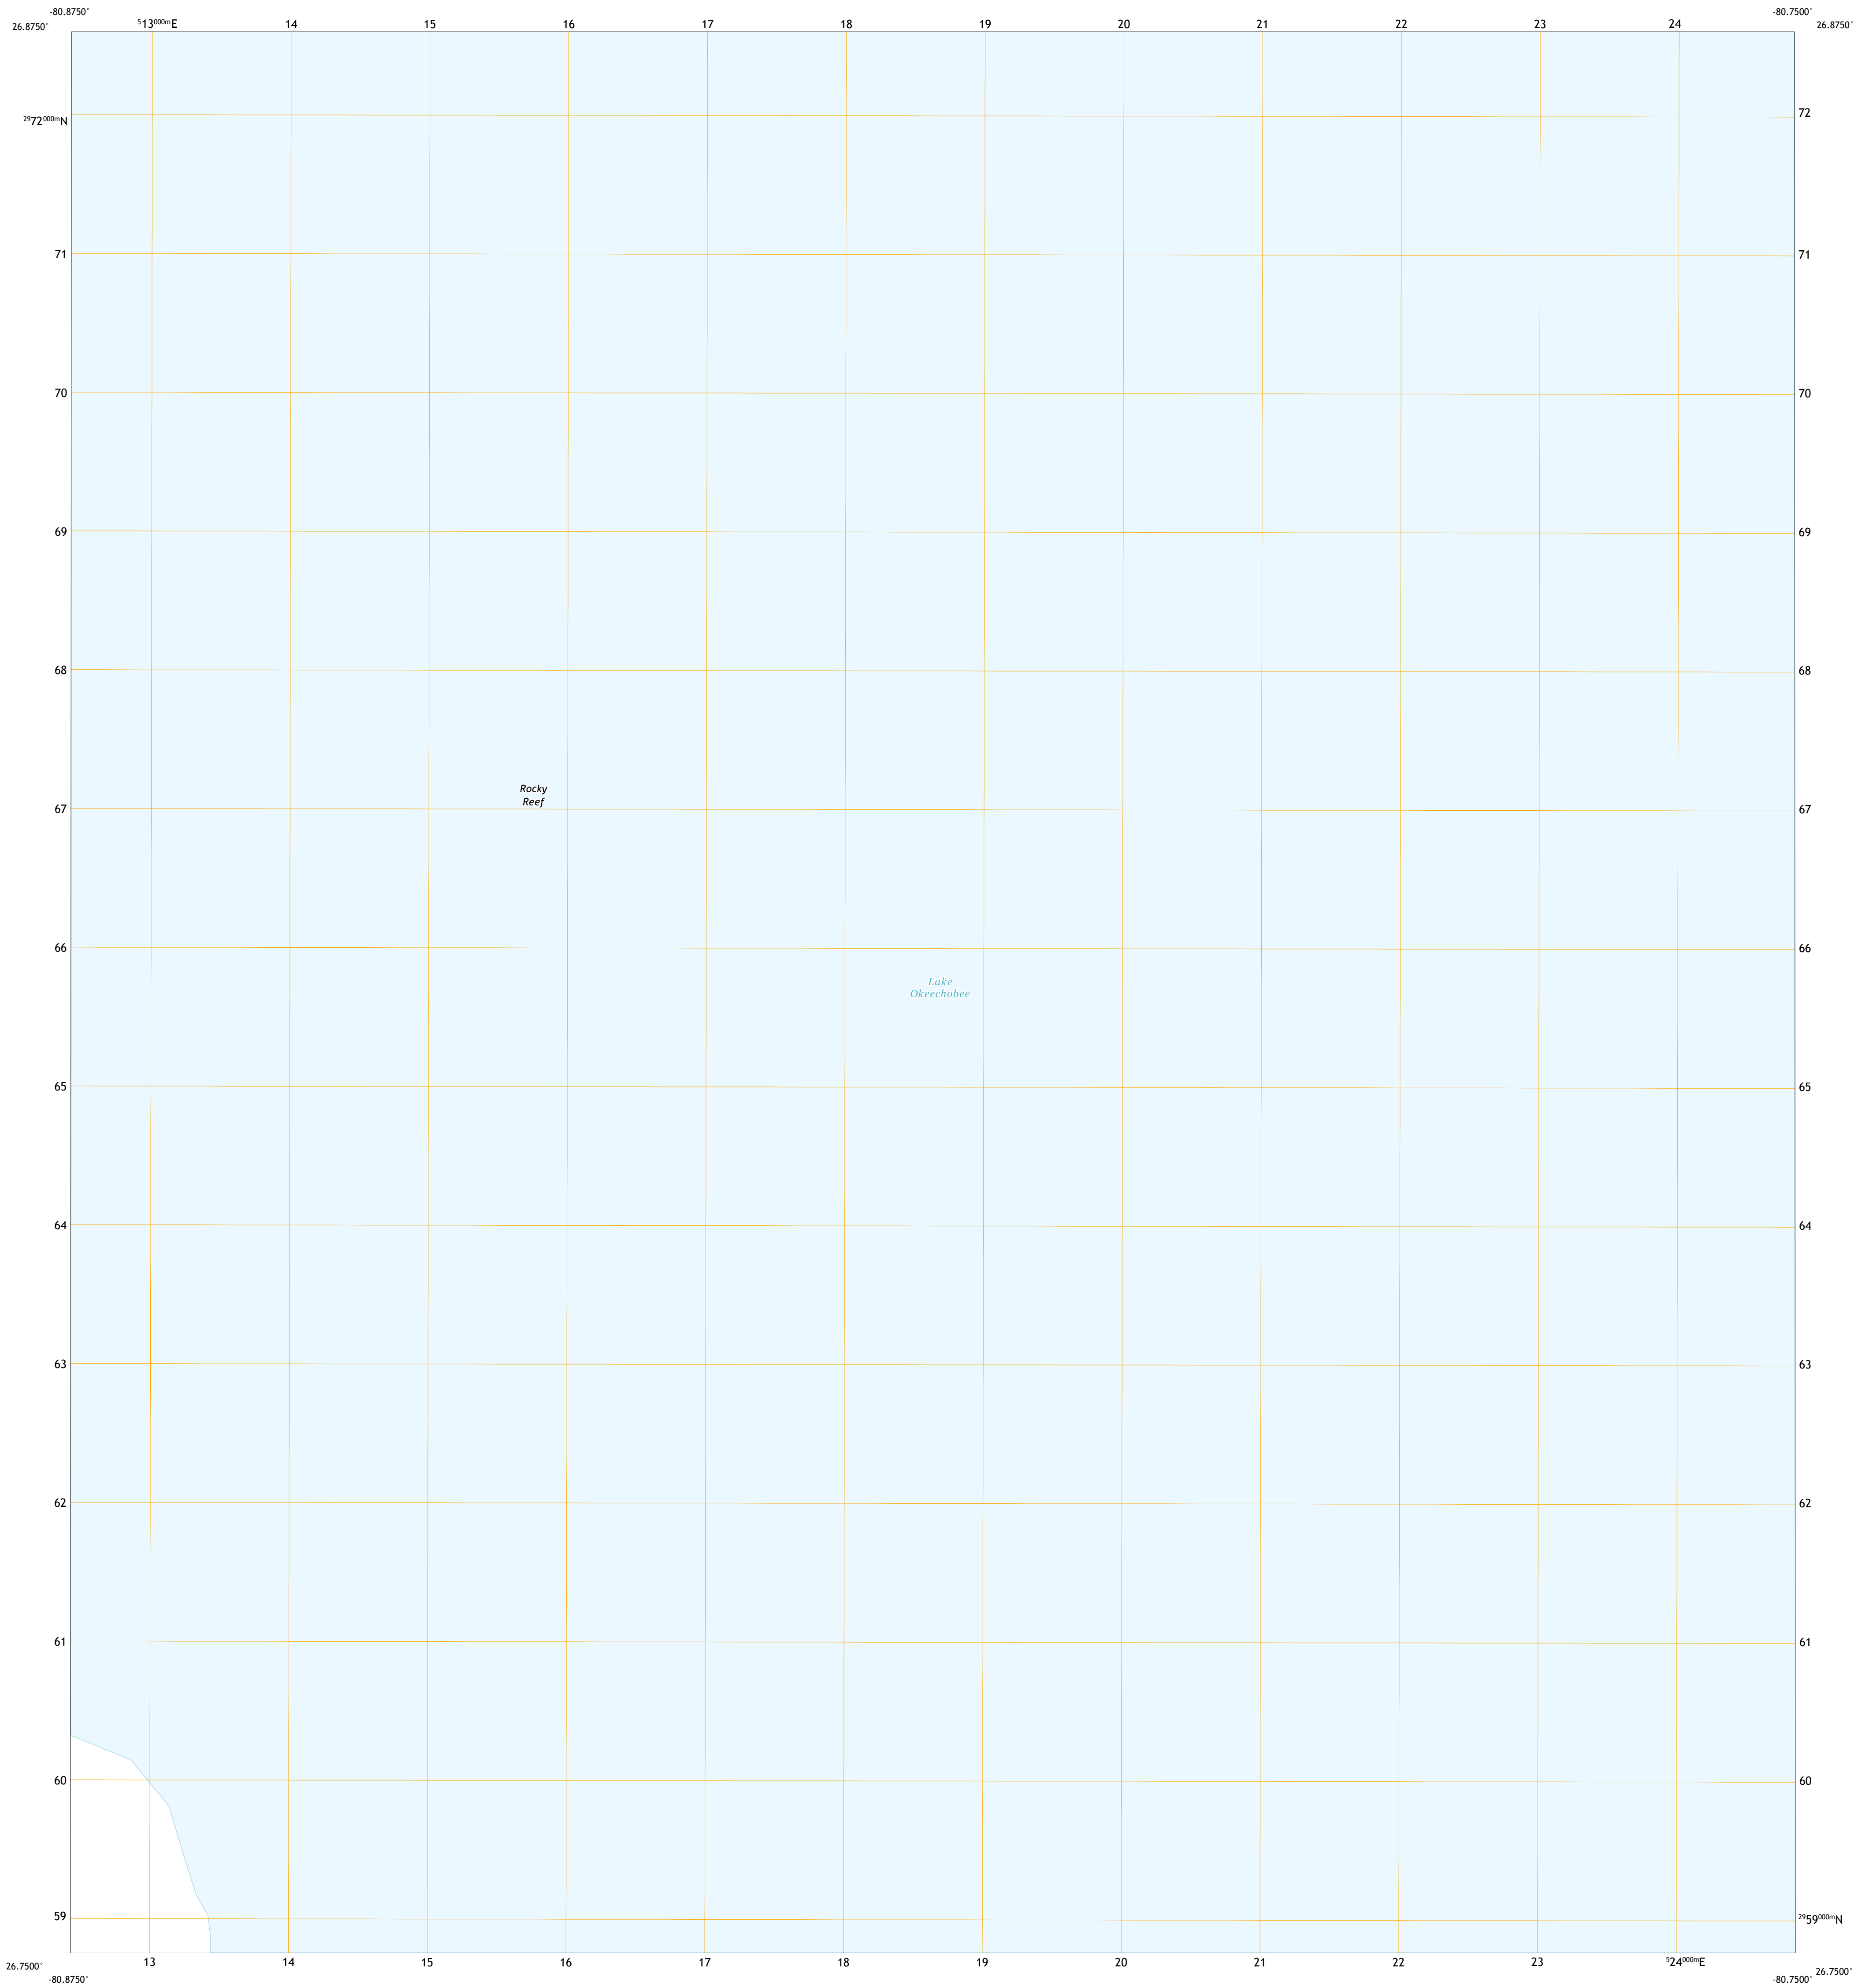 -80.8750° -80.7500°
26.8750° ⁵13⁰⁰⁰ᵐE 14 15 16 17 18 19 20 21 22 23 24 26.8750°
²⁹72⁰⁰⁰ᵐN 72
71 71
70 70
69 69
68 68
Rocky
Reef
67 67
66 66
Lake
Okeechobee
65 65
64 64
63 63
62 62
61 61
60 60
59 ²⁹59⁰⁰⁰ᵐN
26.7500° 13 14 15 16 17 18 19 20 21 22 23 ⁵24⁰⁰⁰ᵐE 26.7500°
-80.8750° -80.7500°